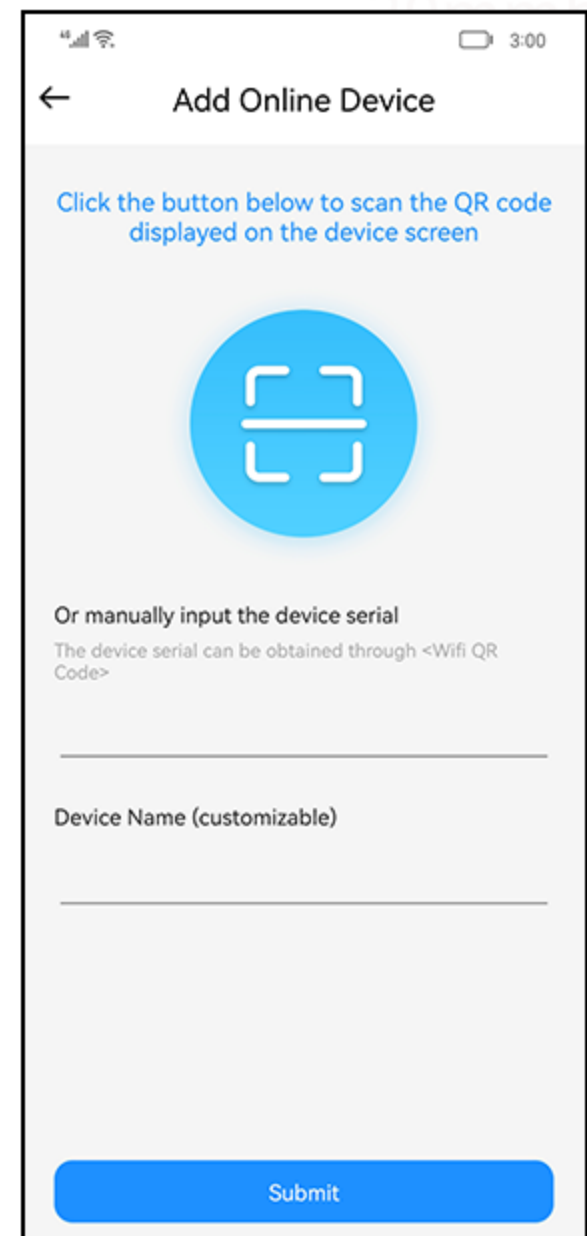 46
3:00
Add Online Device
Click the button below to scan the QR code
displayed on the device screen
Or manually input the device serial
The device serial can be obtained through <Wifi QR
Code>
Device Name (customizable)
Submit